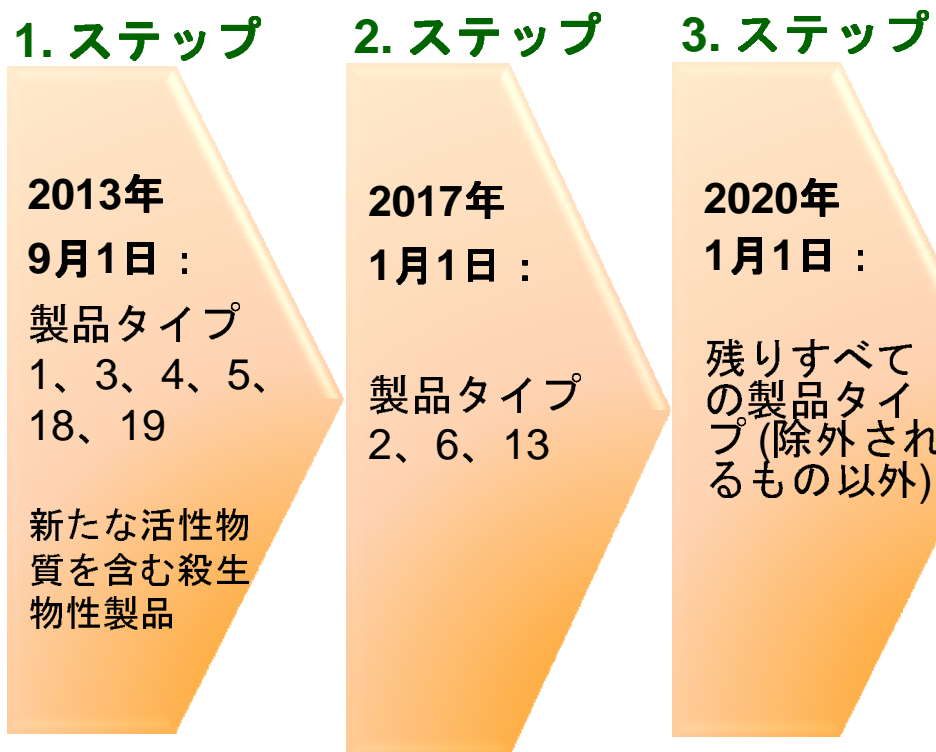 1. ステップ
2013年
9月1日：
製品タイプ
1、3、4、5、
18、19
新たな活性物
質を含む殺生
物性製品
2. ステップ
2017年
1月1日：
製品タイプ
2、6、13
3. ステップ
2020年
1月1日：
残りすべて
の製品タイ
プ (除外され
るもの以外)